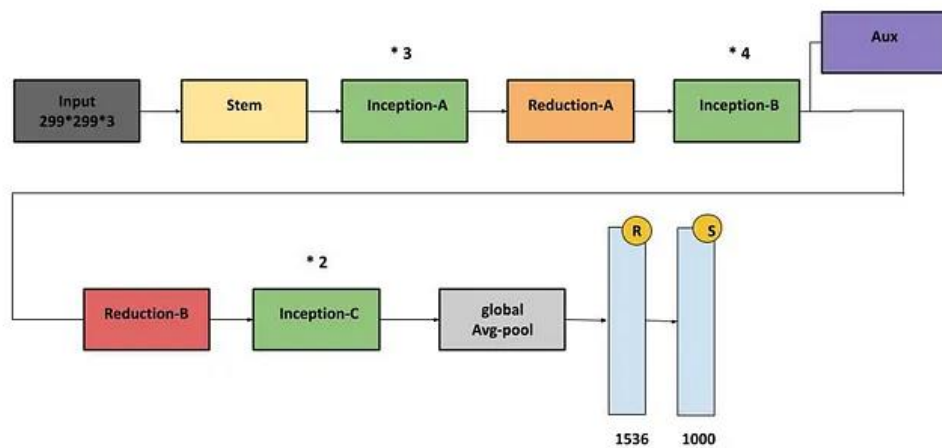 Aux
* 3
* 4
Input
299*299*3
Stem
Inception-A
Reduction-A
Inception-B
R
S
* 2
Reduction-B
Inception-C
global
Avg-pool
1536
1000